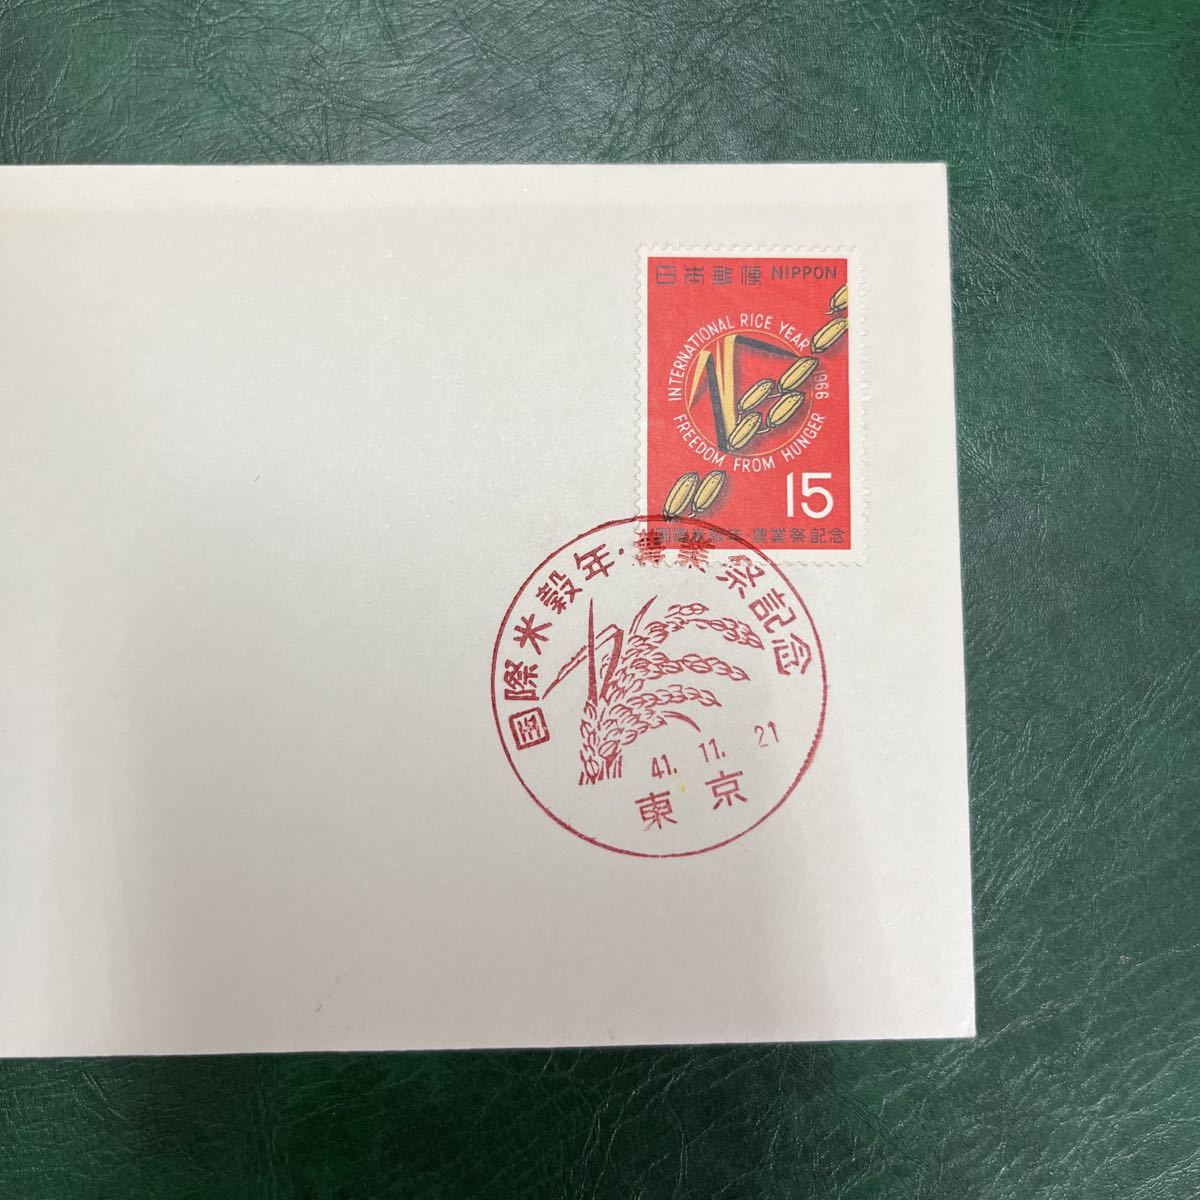 日本郵便 NIPPON
INTERNATIONAL RICE YEAR 1966
FREEDOM FROM HUNGER
15
国際米穀年・農業祭記念
国際米穀年・農業祭記念
41. 11. 21
東京